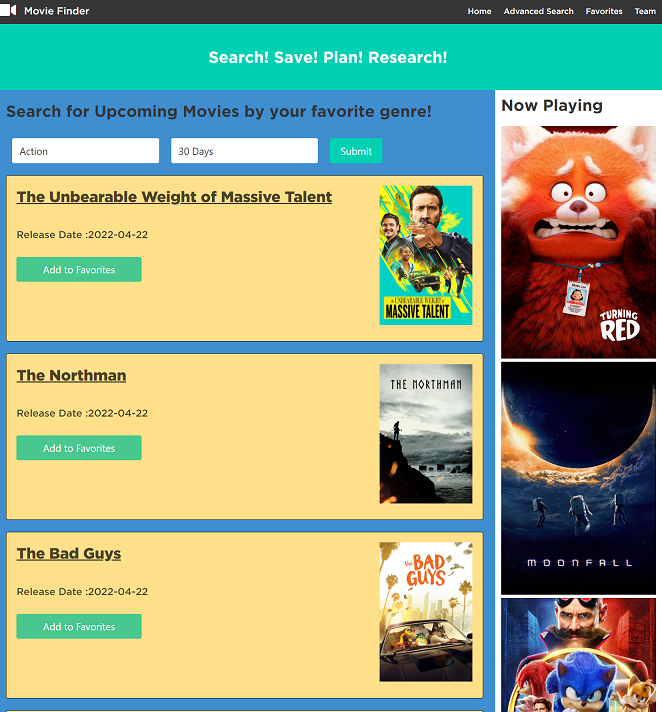 Movie Finder
Home Advanced Search Favorites Team
Search! Save! Plan! Research!
Search for Upcoming Movies by your favorite genre!
Action 30 Days Submit
The Unbearable Weight of Massive Talent
Release Date :2022-04-22
Add to Favorites
THE UNBEARABLE WEIGHT OF
MASSIVE TALENT
The Northman
Release Date :2022-04-22
Add to Favorites
THE NORTHMAN
The Bad Guys
Release Date :2022-04-22
Add to Favorites
the BAD
GUYS
Now Playing
TURNING
RED
MOONFALL